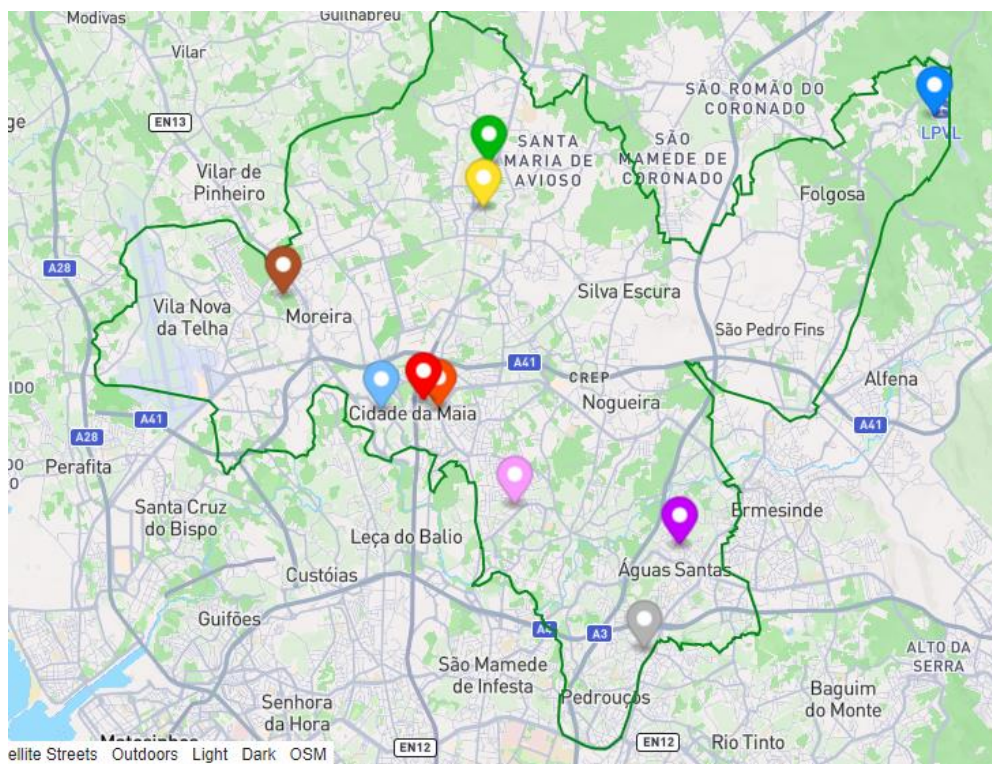 Modivas
Guilhabreu
Vilar
EN13
SÃO ROMÃO DO
CORONADO
LPVL
SANTA
MARIA DE
AVIOSO
SÃO
MAMEDE DE
CORONADO
Vilar de
Pinheiro
Folgosa
A28
Vila Nova
da Telha
Moreira
Silva Escura
São Pedro Fins
A41
CREP
Nogueira
Alfena
Cidade da Maia
A41
A28
A41
Perafita
Santa Cruz
do Bispo
Leça do Balio
Ermesinde
Custóias
Águas Santas
Guifões
A4
A3
ALTO DA
SERRA
São Mamede
de Infesta
Pedrouços
Baguim
do Monte
Senhora
da Hora
Matosinhos
EN12
EN12
Rio Tinto
ellite Streets Outdoors Light Dark OSM